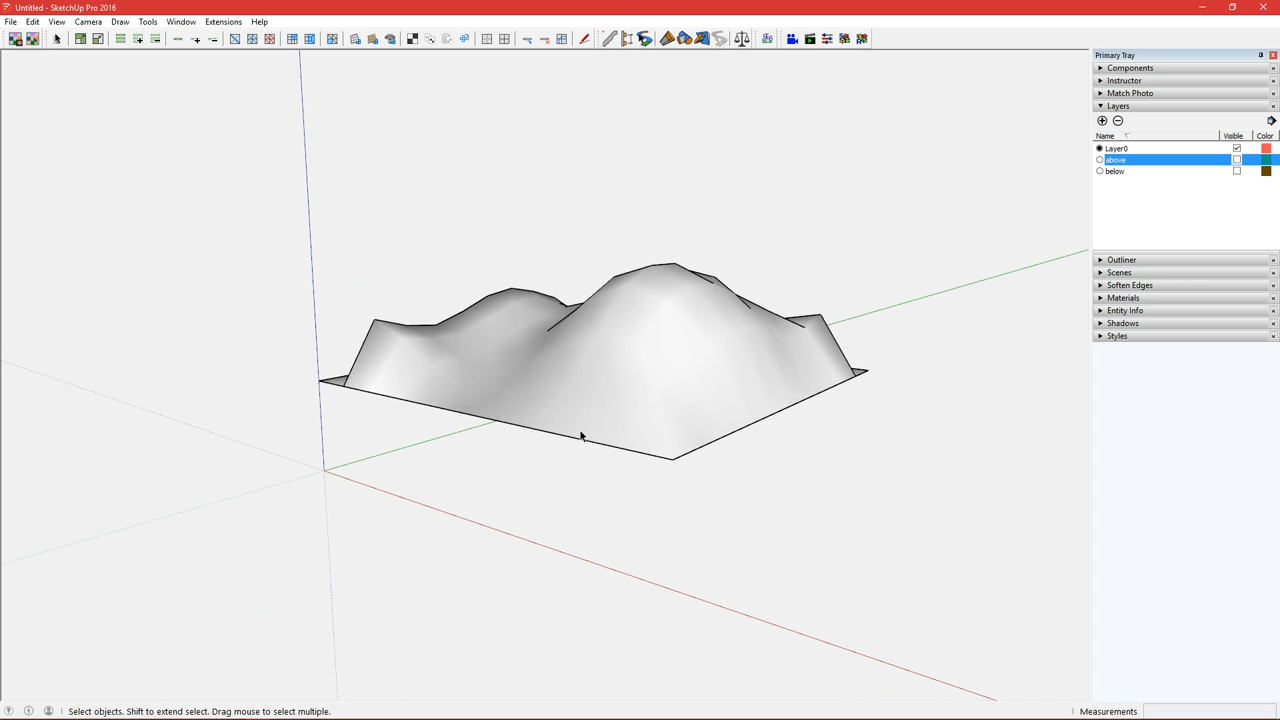 Untitled - SketchUp Pro 2016
File Edit View Camera Draw Tools Window Extensions Help
Primary Tray
Components
Instructor
Match Photo
Layers
Name Visible Color
Layer0
above
below
Outliner
Scenes
Soften Edges
Materials
Entity Info
Shadows
Styles
Select objects. Shift to extend select. Drag mouse to select multiple. Measurements